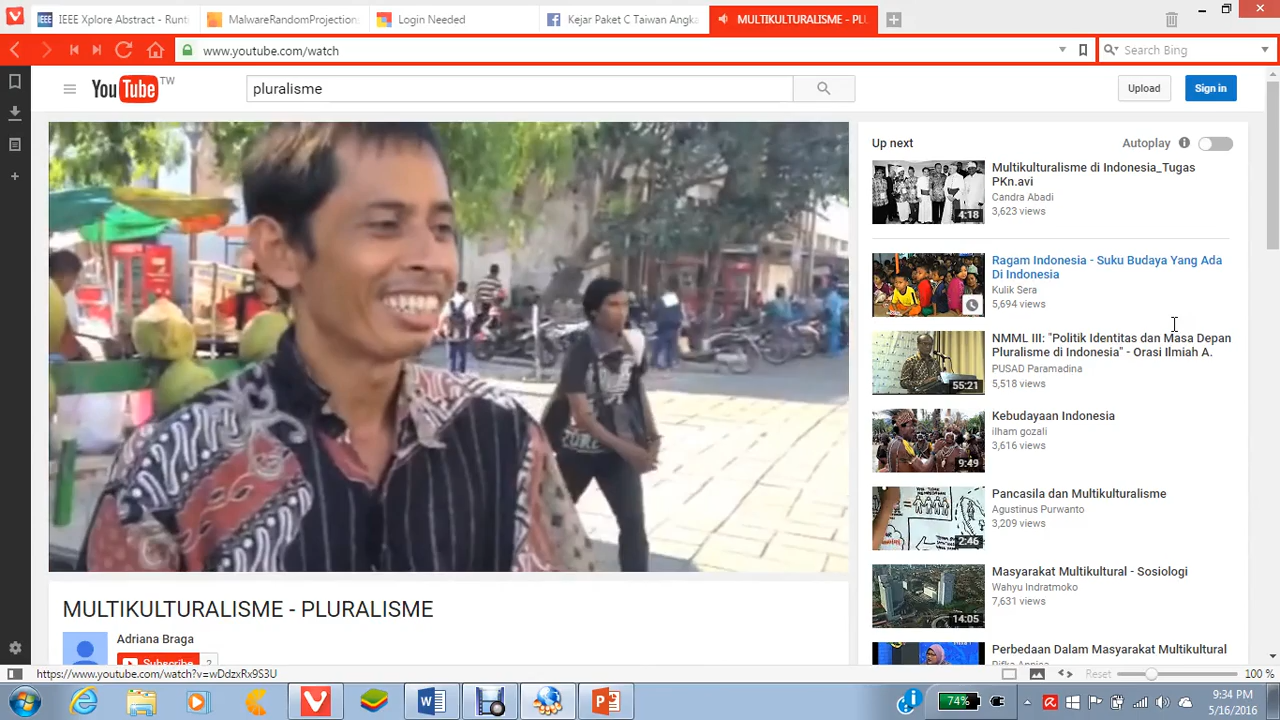 IEEE Xplore Abstract - Runti
MalwareRandomProjections
Login Needed
Kejar Paket C Taiwan Angka
MULTIKULTURALISME - PLU
www.youtube.com/watch
Search Bing
YouTube TW
pluralisme
Upload
Sign in
Up next
Autoplay
Multikulturalisme di Indonesia_Tugas
PKn.avi
Candra Abadi
3,623 views
4:18
Ragam Indonesia - Suku Budaya Yang Ada
Di Indonesia
Kulik Sera
5,694 views
NMML III: "Politik Identitas dan Masa Depan
Pluralisme di Indonesia" - Orasi Ilmiah A.
PUSAD Paramadina
5,518 views
55:21
Kebudayaan Indonesia
ilham gozali
3,616 views
9:49
Pancasila dan Multikulturalisme
Agustinus Purwanto
3,209 views
2:46
Masyarakat Multikultural - Sosiologi
Wahyu Indratmoko
7,631 views
14:05
Perbedaan Dalam Masyarakat Multikultural
MULTIKULTURALISME - PLURALISME
Adriana Braga
Subscribe
https://www.youtube.com/watch?v=wDdzxRx9S3U
Reset
100 %
74%
9:34 PM
5/16/2016